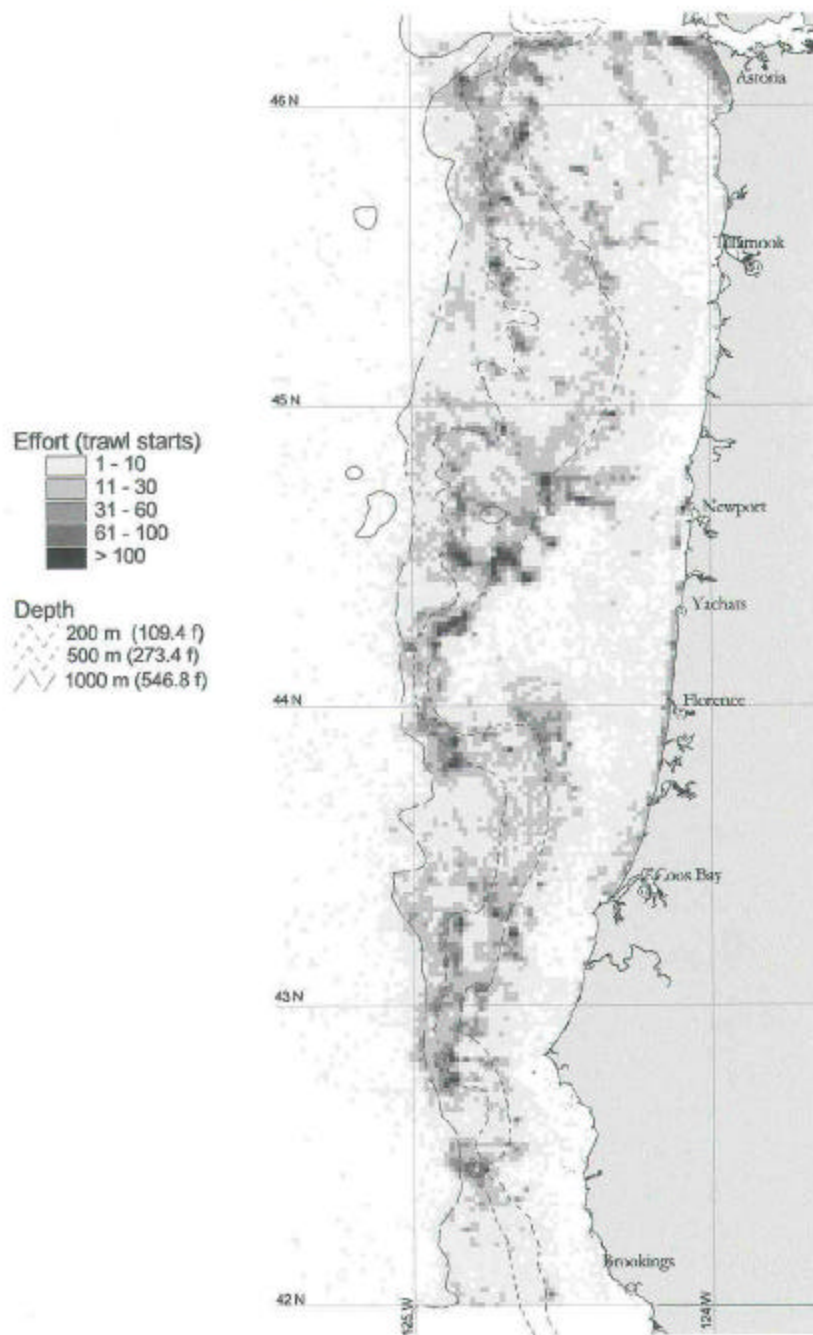 46 N
Astoria
Tillamook
45 N
Effort (trawl starts)
1 - 10
11 - 30
31 - 60
61 - 100
> 100
Newport
Depth
200 m (109.4 f)
500 m (273.4 f)
1000 m (546.8 f)
Yachats
44 N
Florence
Coos Bay
43 N
Brookings
42 N
125 W
124 W